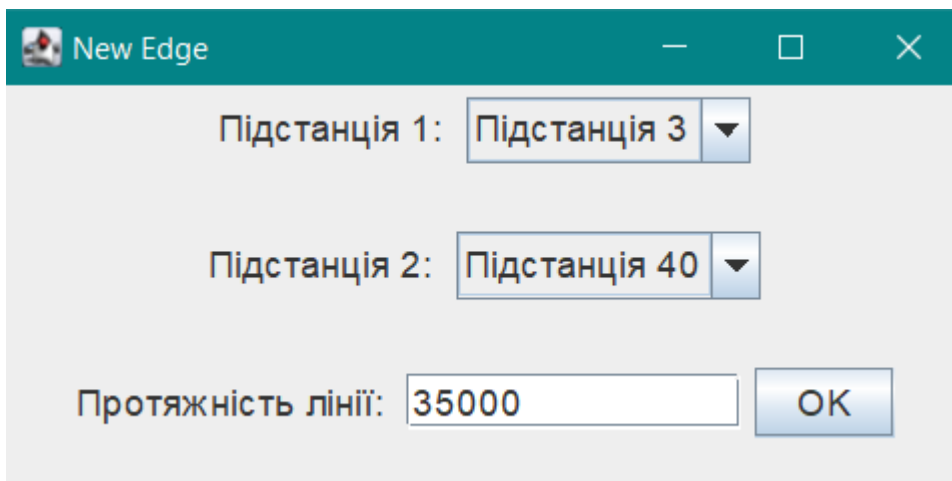 New Edge
Підстанція 1: Підстанція 3
Підстанція 2: Підстанція 40
Протяжність лінії: 35000 OK